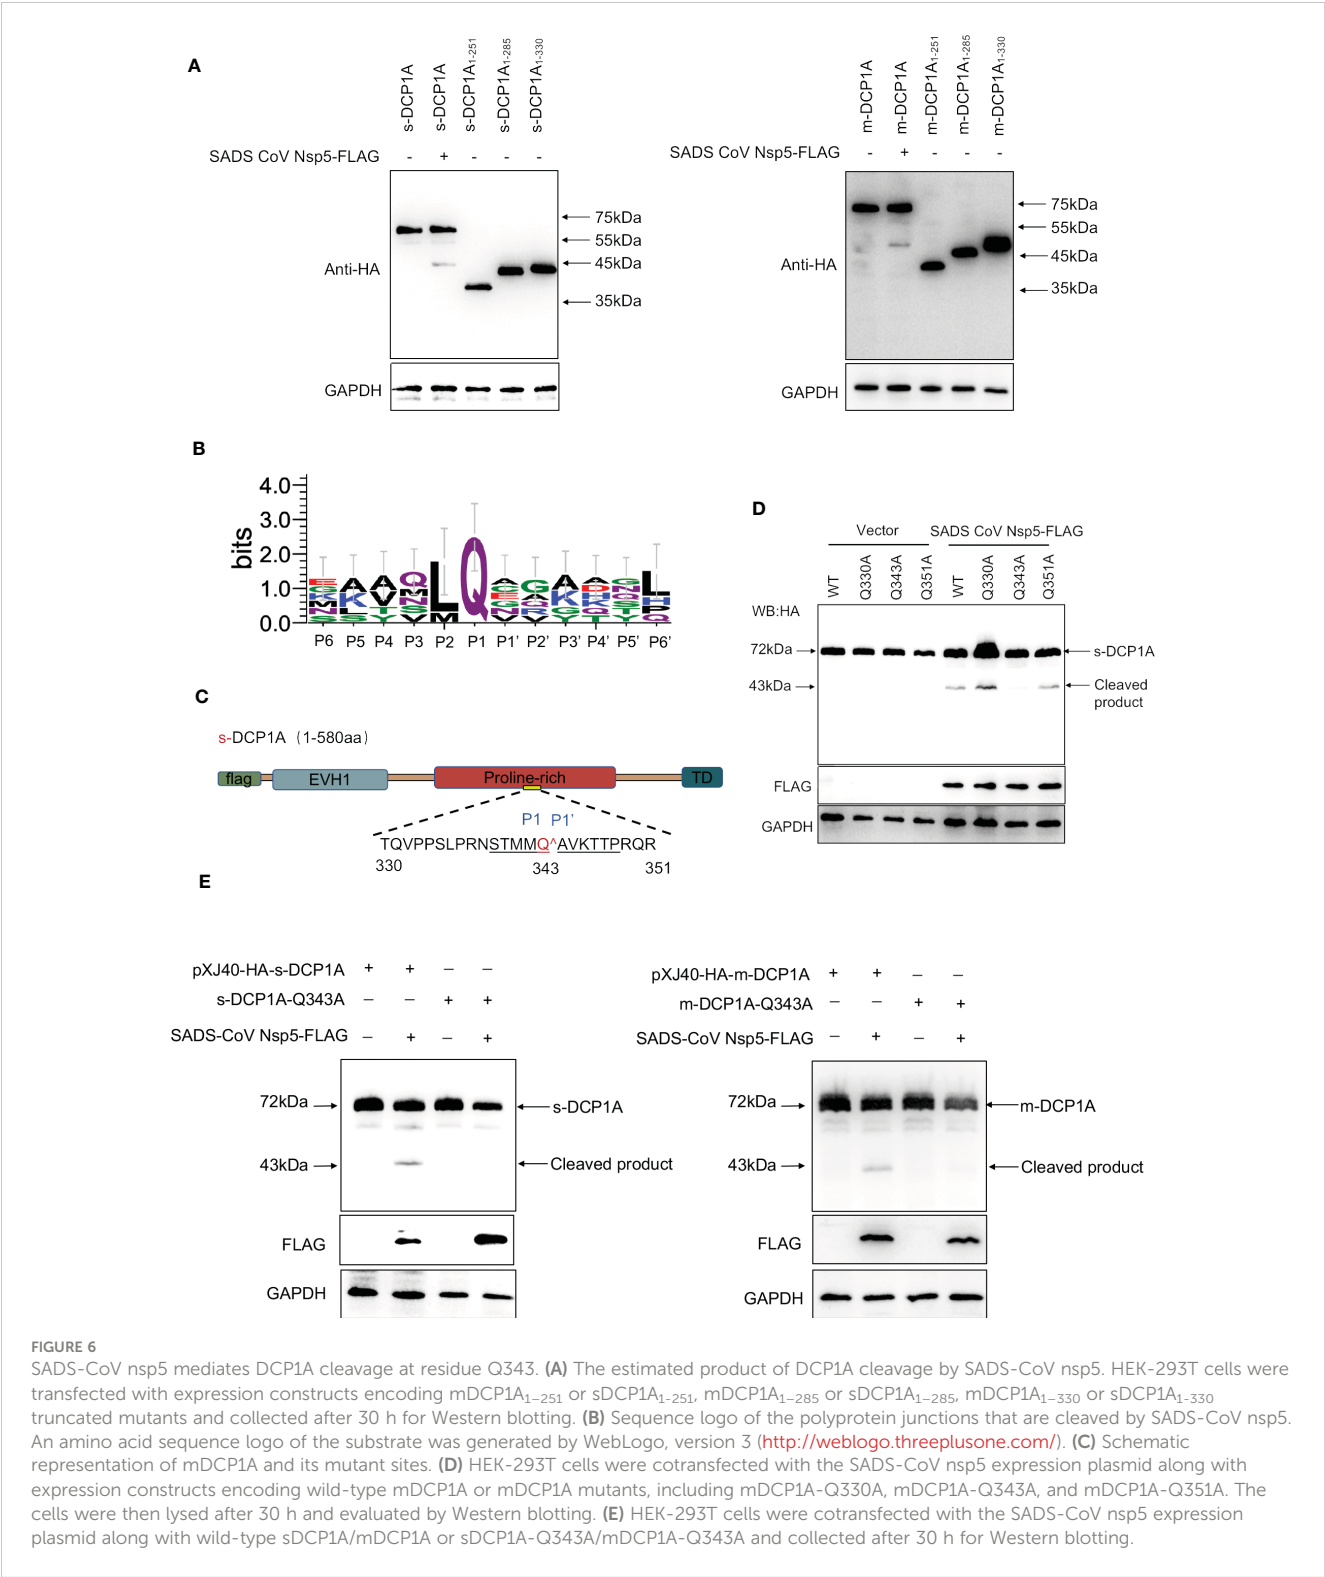 A
s-DCP1A
s-DCP1A
s-DCP1A1-251
s-DCP1A1-285
s-DCP1A1-330
SADS CoV Nsp5-FLAG - + - - -
75kDa
55kDa
Anti-HA
45kDa
35kDa
GAPDH
m-DCP1A
m-DCP1A
m-DCP1A1-251
m-DCP1A1-285
m-DCP1A1-330
SADS CoV Nsp5-FLAG - + - - -
75kDa
55kDa
Anti-HA
45kDa
35kDa
GAPDH
B
bits
4.0
3.0
2.0
1.0
0.0
P6 P5 P4 P3 P2 P1 P1' P2' P3' P4' P5' P6'
C
s-DCP1A (1-580aa)
flag EVH1 Proline-rich TD
P1 P1'
TQVPPSLPRNSTMMQ^AVKTTPRQR
330 343 351
D
Vector SADS CoV Nsp5-FLAG
WT Q330A Q343A Q351A WT Q330A Q343A Q351A
WB:HA
72kDa s-DCP1A
43kDa Cleaved product
FLAG
GAPDH
E
pXJ40-HA-s-DCP1A + + – –
s-DCP1A-Q343A – – + +
SADS-CoV Nsp5-FLAG – + – +
72kDa s-DCP1A
43kDa Cleaved product
FLAG
GAPDH
pXJ40-HA-m-DCP1A + + – –
m-DCP1A-Q343A – – + +
SADS-CoV Nsp5-FLAG – + – +
72kDa m-DCP1A
43kDa Cleaved product
FLAG
GAPDH
FIGURE 6
SADS-CoV nsp5 mediates DCP1A cleavage at residue Q343. (A) The estimated product of DCP1A cleavage by SADS-CoV nsp5. HEK-293T cells were
transfected with expression constructs encoding mDCP1A1–251 or sDCP1A1-251, mDCP1A1–285 or sDCP1A1–285, mDCP1A1–330 or sDCP1A1-330
truncated mutants and collected after 30 h for Western blotting. (B) Sequence logo of the polyprotein junctions that are cleaved by SADS-CoV nsp5.
An amino acid sequence logo of the substrate was generated by WebLogo, version 3 (http://weblogo.threeplusone.com/). (C) Schematic
representation of mDCP1A and its mutant sites. (D) HEK-293T cells were cotransfected with the SADS-CoV nsp5 expression plasmid along with
expression constructs encoding wild-type mDCP1A or mDCP1A mutants, including mDCP1A-Q330A, mDCP1A-Q343A, and mDCP1A-Q351A. The
cells were then lysed after 30 h and evaluated by Western blotting. (E) HEK-293T cells were cotransfected with the SADS-CoV nsp5 expression
plasmid along with wild-type sDCP1A/mDCP1A or sDCP1A-Q343A/mDCP1A-Q343A and collected after 30 h for Western blotting.